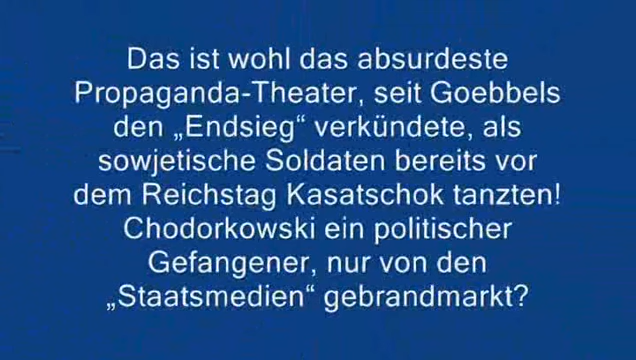 Das ist wohl das absurdeste
Propaganda-Theater, seit Goebbels
den „Endsieg“ verkündete, als
sowjetische Soldaten bereits vor
dem Reichstag Kasatschok tanzten!
Chodorkowski ein politischer
Gefangener, nur von den
„Staatsmedien“ gebrandmarkt?